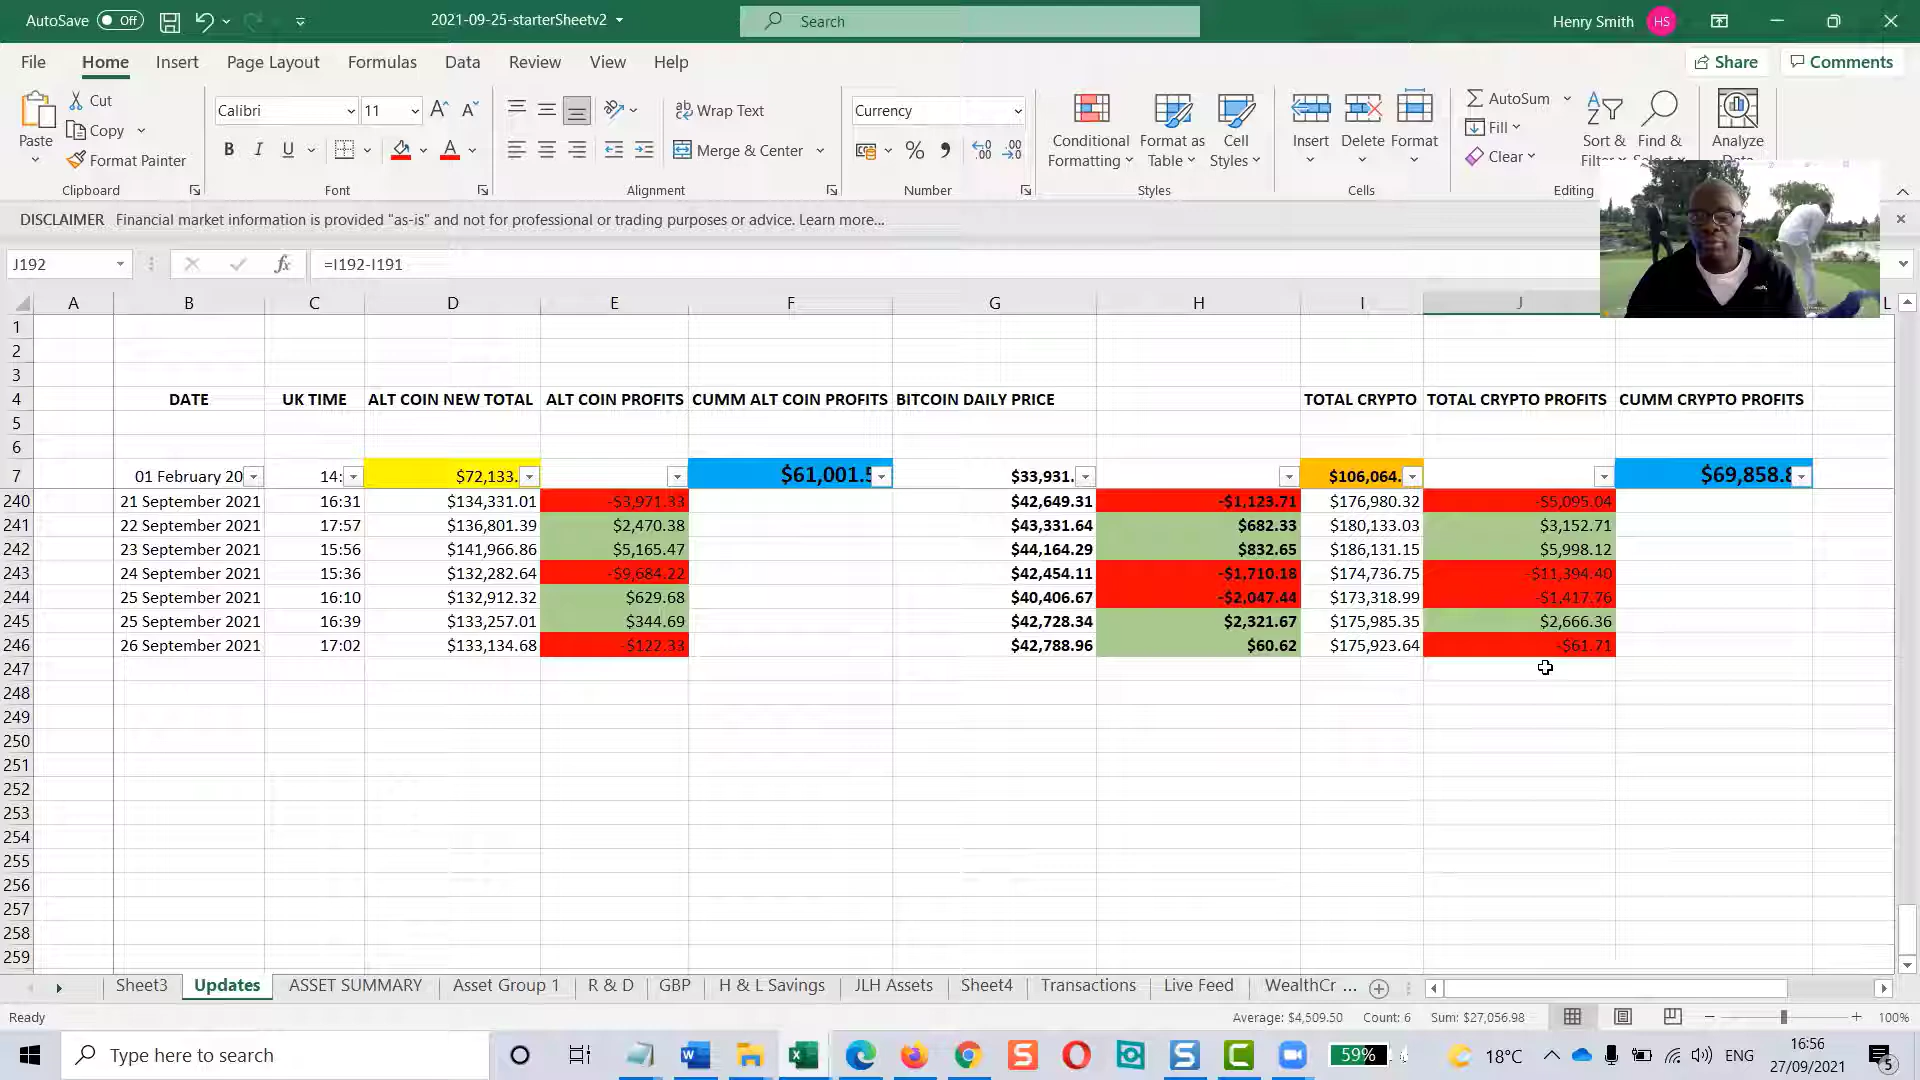 AutoSave Off 2021-09-25-starterSheetv2 Search Henry Smith HS
File Home Insert Page Layout Formulas Data Review View Help Share Comments
Paste Cut Copy Format Painter Clipboard
Calibri 11 B I U Font
Wrap Text Merge & Center Alignment
Currency % Number
Conditional Formatting Format as Table Cell Styles Styles
Insert Delete Format Cells
AutoSum Fill Clear Sort & Filter Find & Select Editing
Analyze Data
DISCLAIMER Financial market information is provided "as-is" and not for professional or trading purposes or advice. Learn more...
J192 fx =I192-I191
A B C D E F G H I J L
1
2
3
4 DATE UK TIME ALT COIN NEW TOTAL ALT COIN PROFITS CUMM ALT COIN PROFITS BITCOIN DAILY PRICE TOTAL CRYPTO TOTAL CRYPTO PROFITS CUMM CRYPTO PROFITS
5
6
7 01 February 20 14: $72,133. $61,001.5 $33,931. $106,064. $69,858.8
240 21 September 2021 16:31 $134,331.01 -$3,971.33 $42,649.31 -$1,123.71 $176,980.32 -$5,095.04
241 22 September 2021 17:57 $136,801.39 $2,470.38 $43,331.64 $682.33 $180,133.03 $3,152.71
242 23 September 2021 15:56 $141,966.86 $5,165.47 $44,164.29 $832.65 $186,131.15 $5,998.12
243 24 September 2021 15:36 $132,282.64 -$9,684.22 $42,454.11 -$1,710.18 $174,736.75 -$11,394.40
244 25 September 2021 16:10 $132,912.32 $629.68 $40,406.67 -$2,047.44 $173,318.99 -$1,417.76
245 25 September 2021 16:39 $133,257.01 $344.69 $42,728.34 $2,321.67 $175,985.35 $2,666.36
246 26 September 2021 17:02 $133,134.68 -$122.33 $42,788.96 $60.62 $175,923.64 -$61.71
247
248
249
250
251
252
253
254
255
256
257
258
259
Sheet3 Updates ASSET SUMMARY Asset Group 1 R & D GBP H & L Savings JLH Assets Sheet4 Transactions Live Feed WealthCr ...
Ready Average: $4,509.50 Count: 6 Sum: $27,056.98 100%
Type here to search 59% 18°C ENG 16:56
27/09/2021 5